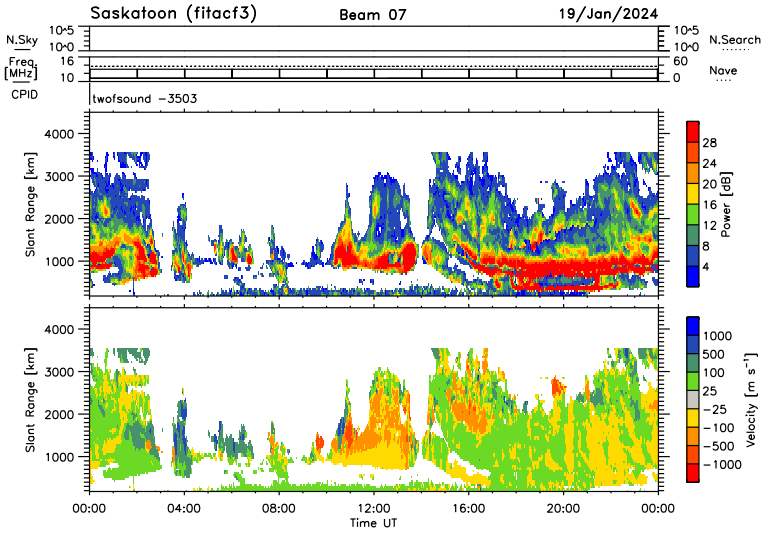 Saskatoon (fitacf3) Beam 07 19/Jan/2024
N.Sky 10^5 10^0 10^5 10^0 N.Search
Freq. [MHz] 16 10 60 0 Nave
CPID twofsound -3503
Slant Range [km] 4000 3000 2000 1000
Power [dB] 28 24 20 16 12 8 4
Slant Range [km] 4000 3000 2000 1000
Velocity [m s⁻¹] 1000 500 100 25 -25 -100 -500 -1000
00:00 04:00 08:00 12:00 16:00 20:00 00:00
Time UT